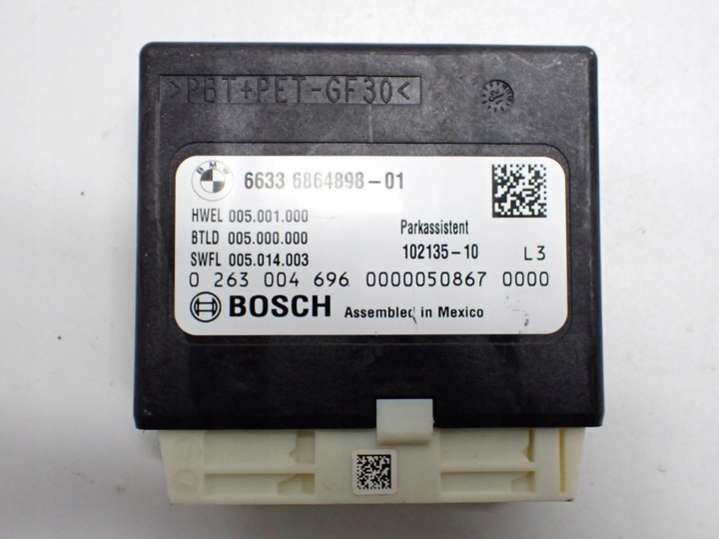 >PBT+PET-GF30<
BMW
6633 6864898-01
HWEL 005.001.000
BTLD 005.000.000
Parkassistent
SWFL 005.014.003
102135-10 L3
0 263 004 696 0000050867 0000
BOSCH Assembled in Mexico